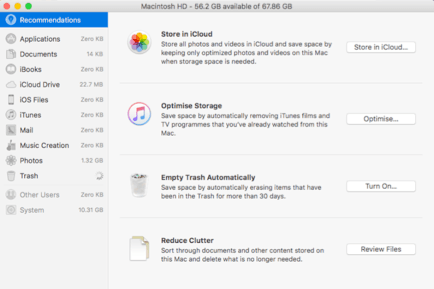 Macintosh HD - 56.2 GB available of 67.86 GB
Recommendations
Applications Zero KB
Documents 14 KB
iBooks Zero KB
iCloud Drive 22.7 MB
iOS Files Zero KB
iTunes Zero KB
Mail Zero KB
Music Creation Zero KB
Photos 1.32 GB
Trash
Other Users Zero KB
System 10.31 GB
Store in iCloud
Store all photos and videos in iCloud and save space by
keeping only optimized photos and videos on this Mac
when storage space is needed.
Store in iCloud...
Optimise Storage
Save space by automatically removing iTunes films and
TV programmes that you've already watched from this
Mac.
Optimise...
Empty Trash Automatically
Save space by automatically erasing items that have
been in the Trash for more than 30 days.
Turn On...
Reduce Clutter
Sort through documents and other content stored on
this Mac and delete what is no longer needed.
Review Files